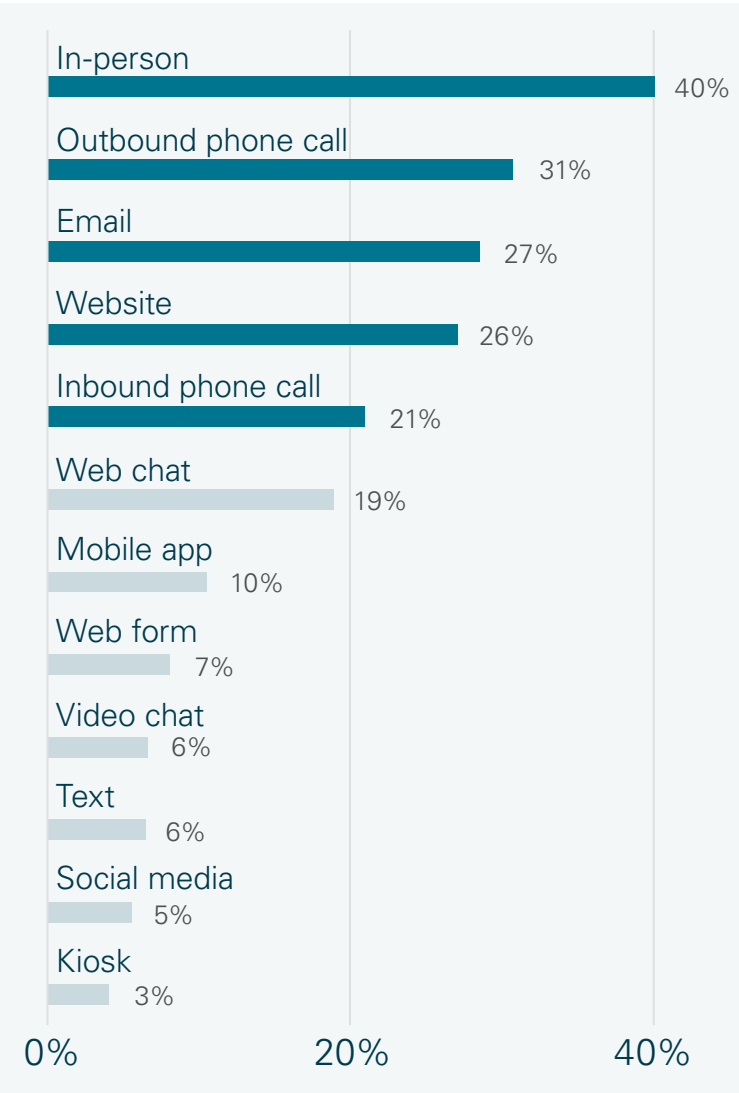 In-person
40%
Outbound phone call
31%
Email
27%
Website
26%
Inbound phone call
21%
Web chat
19%
Mobile app
10%
Web form
7%
Video chat
6%
Text
6%
Social media
5%
Kiosk
3%
0% 20% 40%